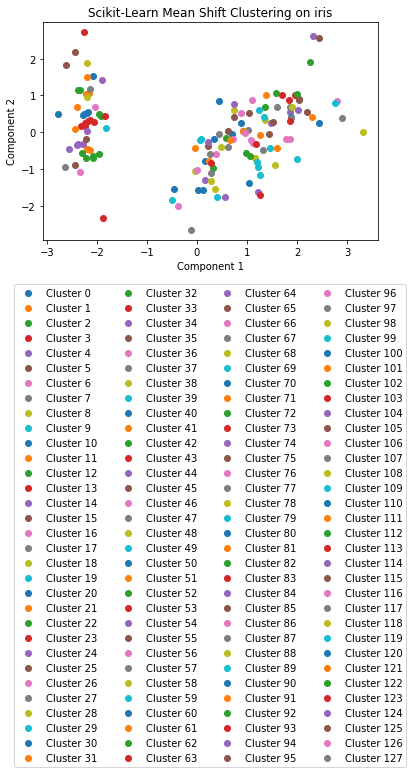 Scikit-Learn Mean Shift Clustering on iris
3
2
1
0
−1
−2
Component 2
−3
−2
−1
0
1
2
3
Component 1
Cluster 0
Cluster 1
Cluster 2
Cluster 3
Cluster 4
Cluster 5
Cluster 6
Cluster 7
Cluster 8
Cluster 9
Cluster 10
Cluster 11
Cluster 12
Cluster 13
Cluster 14
Cluster 15
Cluster 16
Cluster 17
Cluster 18
Cluster 19
Cluster 20
Cluster 21
Cluster 22
Cluster 23
Cluster 24
Cluster 25
Cluster 26
Cluster 27
Cluster 28
Cluster 29
Cluster 30
Cluster 31
Cluster 32
Cluster 33
Cluster 34
Cluster 35
Cluster 36
Cluster 37
Cluster 38
Cluster 39
Cluster 40
Cluster 41
Cluster 42
Cluster 43
Cluster 44
Cluster 45
Cluster 46
Cluster 47
Cluster 48
Cluster 49
Cluster 50
Cluster 51
Cluster 52
Cluster 53
Cluster 54
Cluster 55
Cluster 56
Cluster 57
Cluster 58
Cluster 59
Cluster 60
Cluster 61
Cluster 62
Cluster 63
Cluster 64
Cluster 65
Cluster 66
Cluster 67
Cluster 68
Cluster 69
Cluster 70
Cluster 71
Cluster 72
Cluster 73
Cluster 74
Cluster 75
Cluster 76
Cluster 77
Cluster 78
Cluster 79
Cluster 80
Cluster 81
Cluster 82
Cluster 83
Cluster 84
Cluster 85
Cluster 86
Cluster 87
Cluster 88
Cluster 89
Cluster 90
Cluster 91
Cluster 92
Cluster 93
Cluster 94
Cluster 95
Cluster 96
Cluster 97
Cluster 98
Cluster 99
Cluster 100
Cluster 101
Cluster 102
Cluster 103
Cluster 104
Cluster 105
Cluster 106
Cluster 107
Cluster 108
Cluster 109
Cluster 110
Cluster 111
Cluster 112
Cluster 113
Cluster 114
Cluster 115
Cluster 116
Cluster 117
Cluster 118
Cluster 119
Cluster 120
Cluster 121
Cluster 122
Cluster 123
Cluster 124
Cluster 125
Cluster 126
Cluster 127